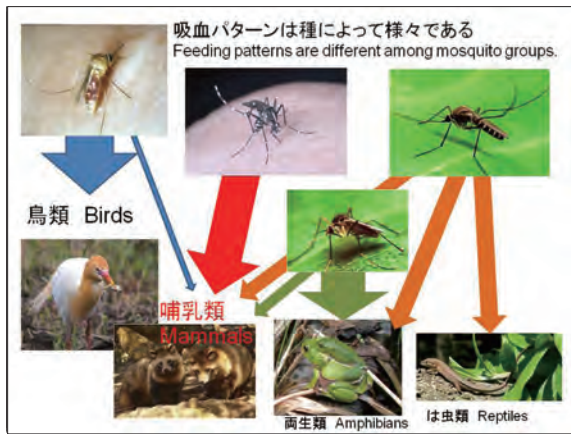 吸血パターンは種によって様々である
Feeding patterns are different among mosquito groups.
鳥類 Birds
哺乳類
Mammals
両生類 Amphibians
は虫類 Reptiles